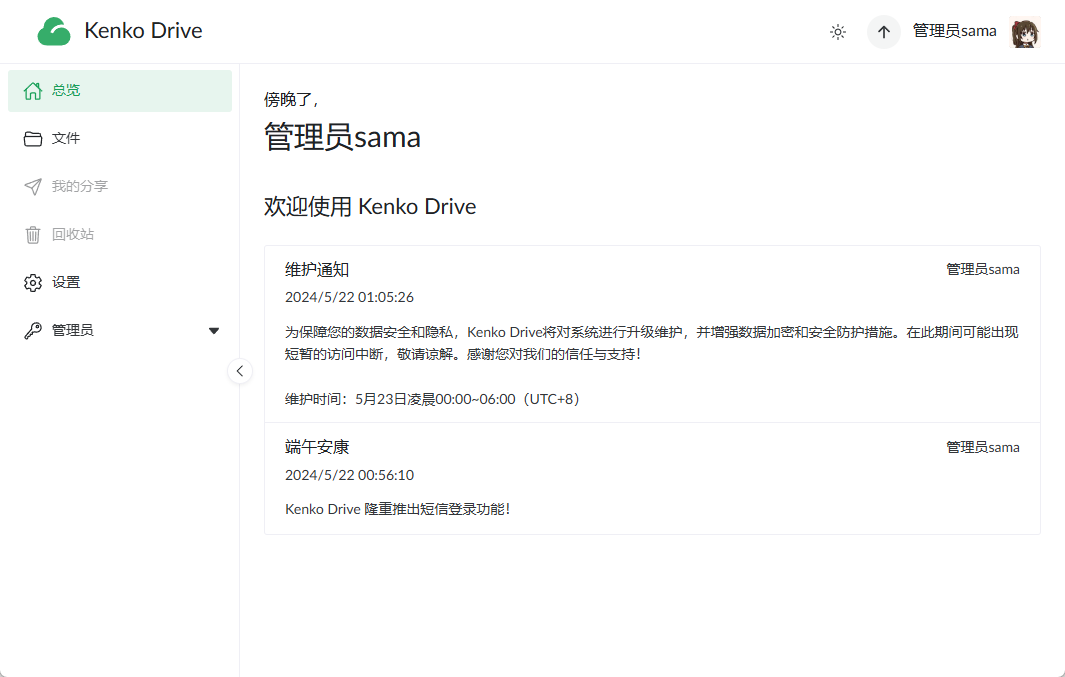 Kenko Drive
管理员sama
总览
文件
我的分享
回收站
设置
管理员
傍晚了，
管理员sama
欢迎使用 Kenko Drive
维护通知
管理员sama
2024/5/22 01:05:26
为保障您的数据安全和隐私，Kenko Drive将对系统进行升级维护，并增强数据加密和安全防护措施。在此期间可能出现
短暂的访问中断，敬请谅解。感谢您对我们的信任与支持！
维护时间：5月23日凌晨00:00~06:00（UTC+8）
端午安康
管理员sama
2024/5/22 00:56:10
Kenko Drive 隆重推出短信登录功能！